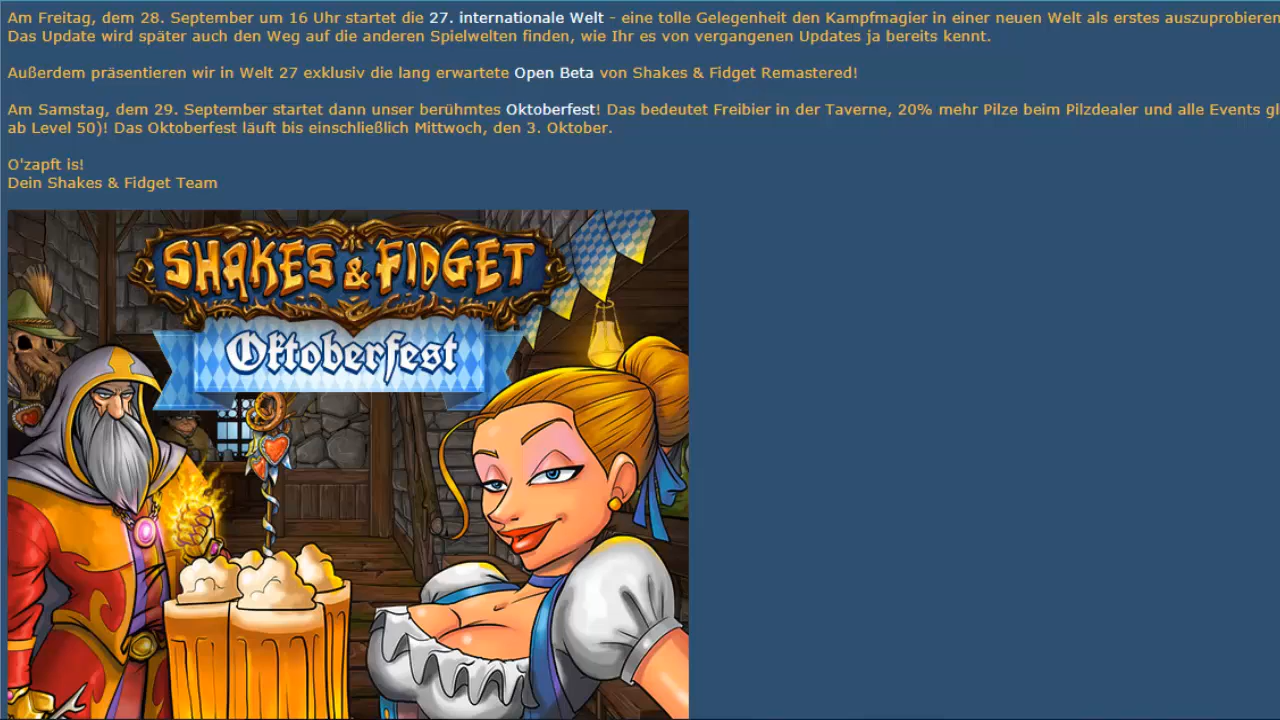 Am Freitag, dem 28. September um 16 Uhr startet die 27. internationale Welt - eine tolle Gelegenheit den Kampfmagier in einer neuen Welt als erstes auszuprobieren
Das Update wird später auch den Weg auf die anderen Spielwelten finden, wie Ihr es von vergangenen Updates ja bereits kennt.
Außerdem präsentieren wir in Welt 27 exklusiv die lang erwartete Open Beta von Shakes & Fidget Remastered!
Am Samstag, dem 29. September startet dann unser berühmtes Oktoberfest! Das bedeutet Freibier in der Taverne, 20% mehr Pilze beim Pilzdealer und alle Events gl
ab Level 50)! Das Oktoberfest läuft bis einschließlich Mittwoch, den 3. Oktober.
O'zapft is!
Dein Shakes & Fidget Team
SHAKES & FIDGET
Oktoberfest